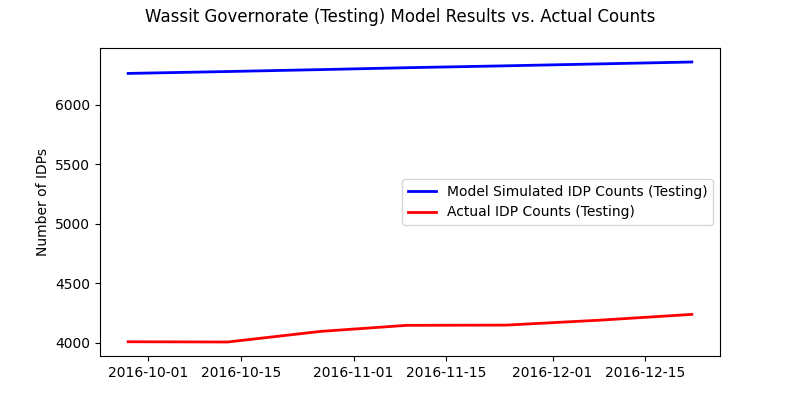 Wassit Governorate (Testing) Model Results vs. Actual Counts
Number of IDPs
6000
5500
5000
4500
4000
Model Simulated IDP Counts (Testing)
Actual IDP Counts (Testing)
2016-10-01 2016-10-15 2016-11-01 2016-11-15 2016-12-01 2016-12-15